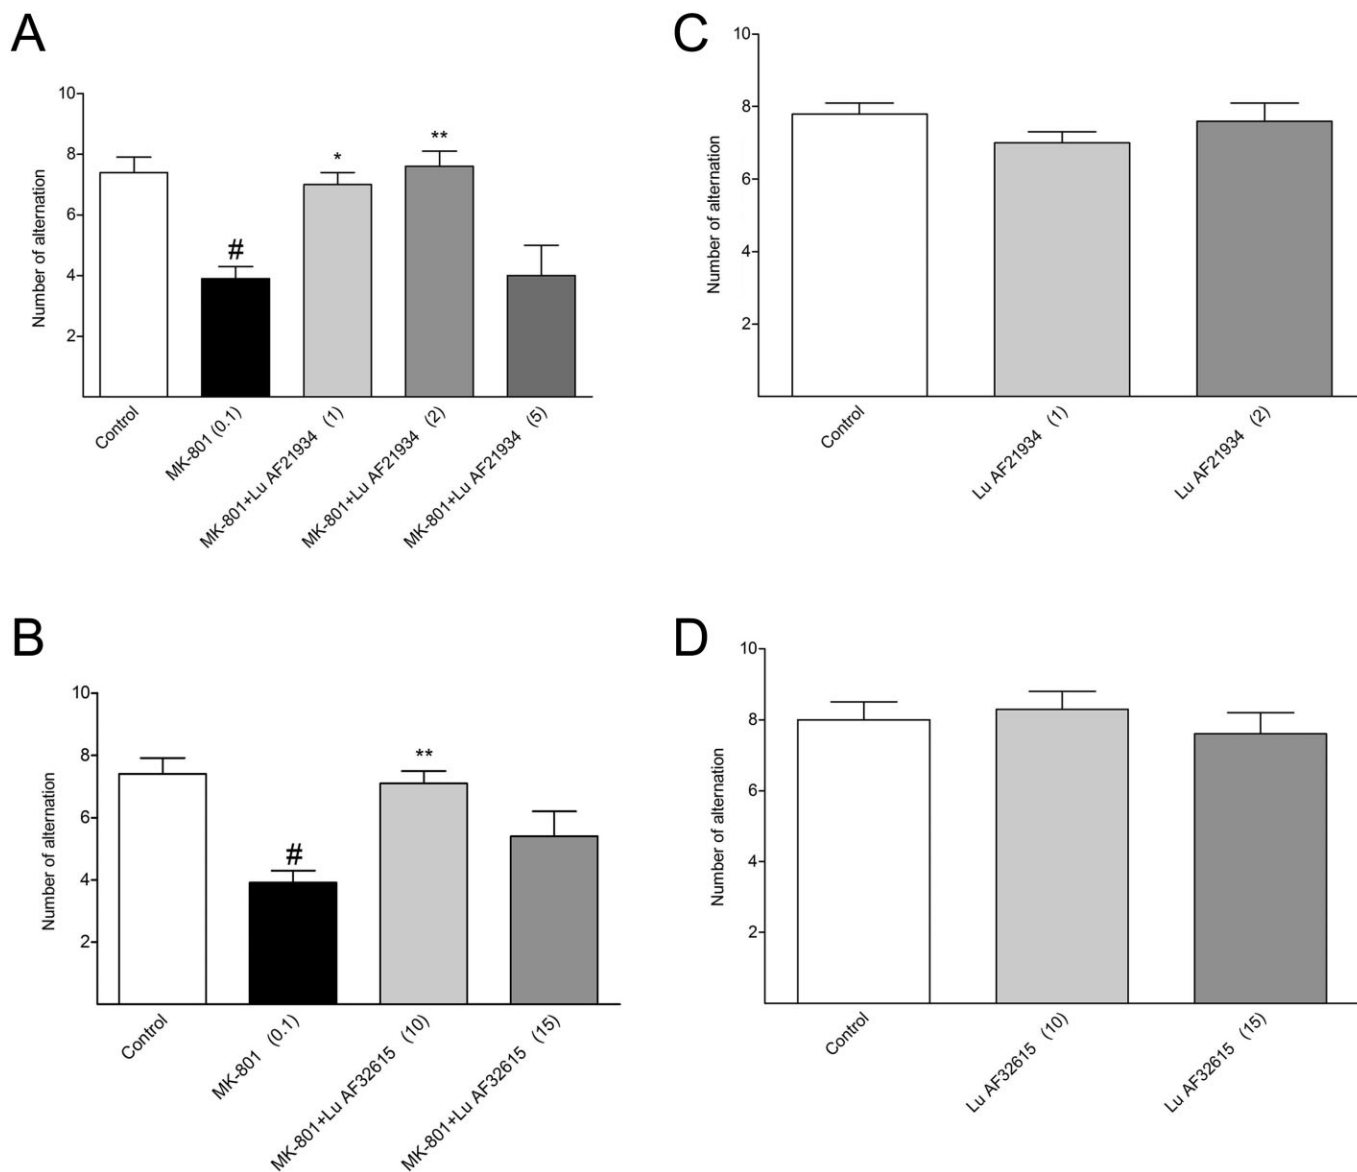 A
10
8
6
4
2
Number of alternation
#
*
**
Control
MK-801 (0.1)
MK-801+Lu AF21934 (1)
MK-801+Lu AF21934 (2)
MK-801+Lu AF21934 (5)
C
10
8
6
4
2
Number of alternation
Control
Lu AF21934 (1)
Lu AF21934 (2)
B
10
8
6
4
2
Number of alternation
#
**
Control
MK-801 (0.1)
MK-801+Lu AF32615 (10)
MK-801+Lu AF32615 (15)
D
10
8
6
4
2
Number of alternation
Control
Lu AF32615 (10)
Lu AF32615 (15)